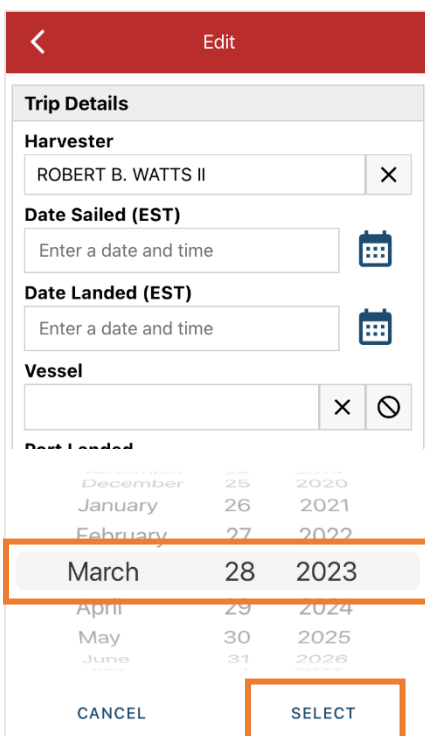 Edit
Trip Details
Harvester
ROBERT B. WATTS II
Date Sailed (EST)
Enter a date and time
Date Landed (EST)
Enter a date and time
Vessel
Port Landed
December 25 2020
January 26 2021
February 27 2022
March 28 2023
April 29 2024
May 30 2025
June 31 2026
CANCEL SELECT